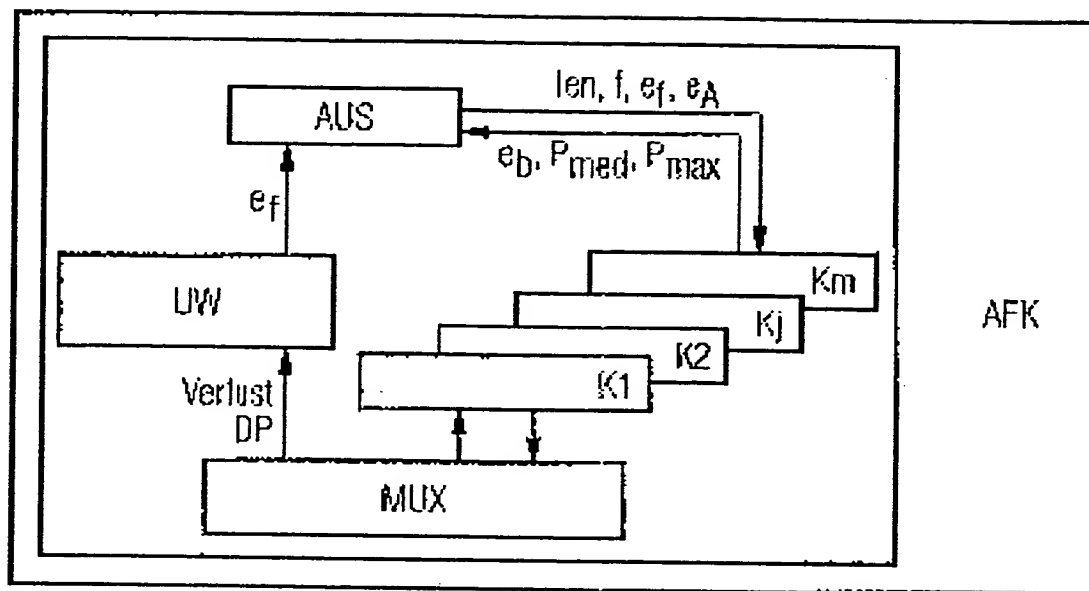 len, f, ef, eA
AUS
eb, Pmed, Pmax
ef
Km
UW
Kj
AFK
K2
K1
Verlust
DP
MUX